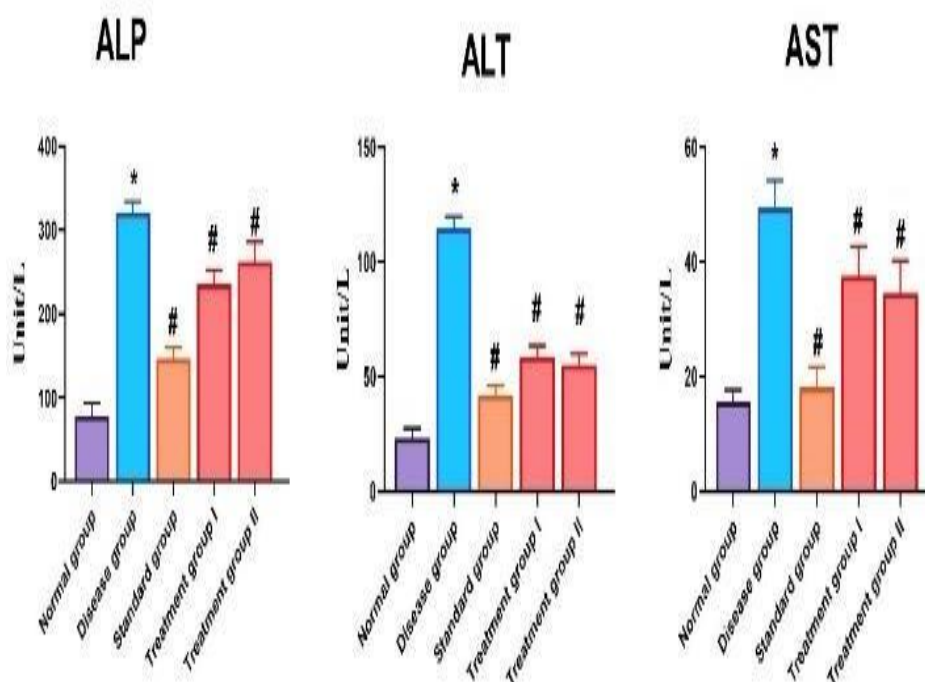 ALP
ALT
AST
Unit/L
400
300
200
100
0
*
#
#
#
Normal group
Disease group
Standard group
Treatment group I
Treatment group II
Unit/L
150
100
50
0
*
#
#
#
Normal group
Disease group
Standard group
Treatment group I
Treatment group II
Unit/L
60
40
20
0
*
#
#
#
Normal group
Disease group
Standard group
Treatment group I
Treatment group II